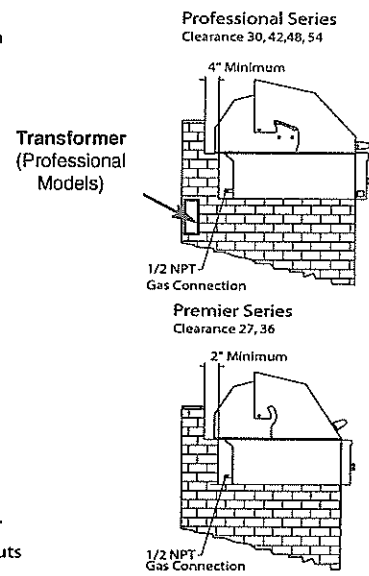 Professional Series
Clearance 30, 42,48, 54
4" Minimum
Transformer
(Professional
Models)
1/2 NPT
Gas Connection
Premier Series
Clearance 27, 36
2" Minimum
1/2 NPT
Gas Connection
uts